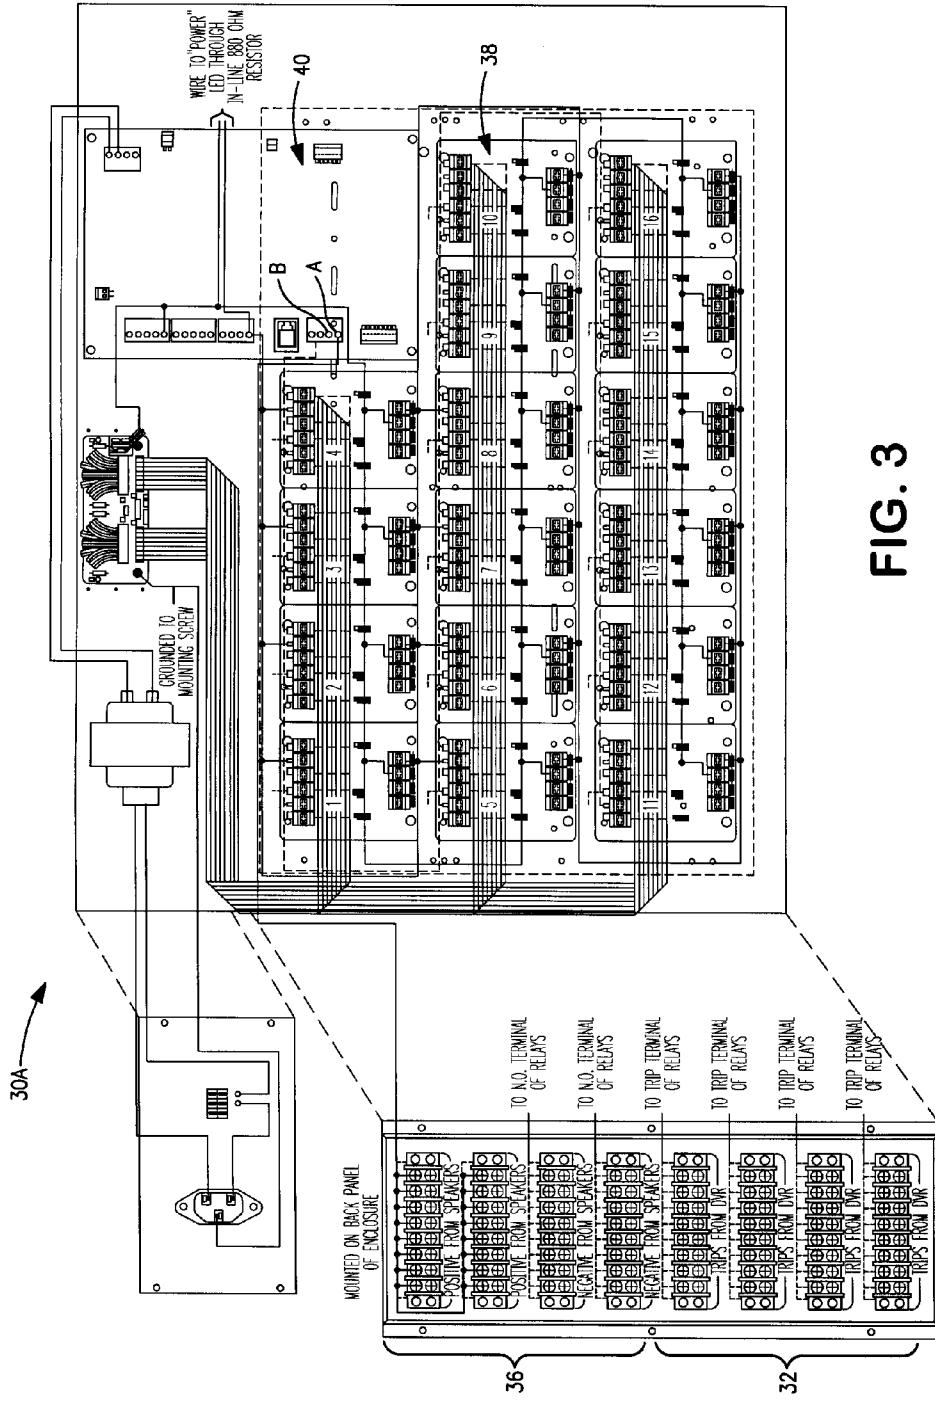 30A
WIRE TO "POWER"
LED THROUGH
IN-LINE 880 OHM
RESISTOR
40
38
B
A
GROUNDED TO
MOUNTING SCREW
1
2
3
4
5
6
7
8
9
10
11
12
13
14
15
16
MOUNTED ON BACK PANEL
OF ENCLOSURE
POSITIVE FROM SPEAKERS
POSITIVE FROM SPEAKERS
NEGATIVE FROM SPEAKERS
NEGATIVE FROM SPEAKERS
TRIPS FROM DVR
TRIPS FROM DVR
TRIPS FROM DVR
TRIPS FROM DVR
TO N.O. TERMINAL
OF RELAYS
TO N.O. TERMINAL
OF RELAYS
TO TRIP TERMINAL
OF RELAYS
TO TRIP TERMINAL
OF RELAYS
TO TRIP TERMINAL
OF RELAYS
TO TRIP TERMINAL
OF RELAYS
36
32
FIG. 3